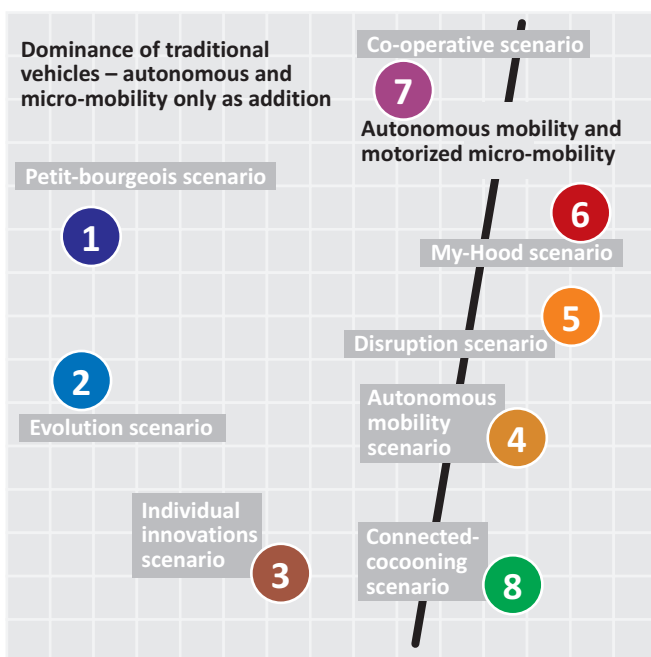 Dominance of traditional
vehicles – autonomous and
micro-mobility only as addition
Co-operative scenario
7
Autonomous mobility and
motorized micro-mobility
Petit-bourgeois scenario
1
6
My-Hood scenario
5
Disruption scenario
2
Evolution scenario
Autonomous
mobility
scenario
4
Individual
innovations
scenario
3
Connected-
cocooning
scenario
8